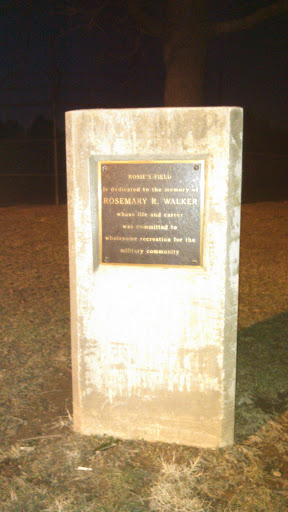 ROSIE'S FIELD
is dedicated to the memory of
ROSEMARY R. WALKER
whose life and career
was committed to
wholesome recreation for the
military community